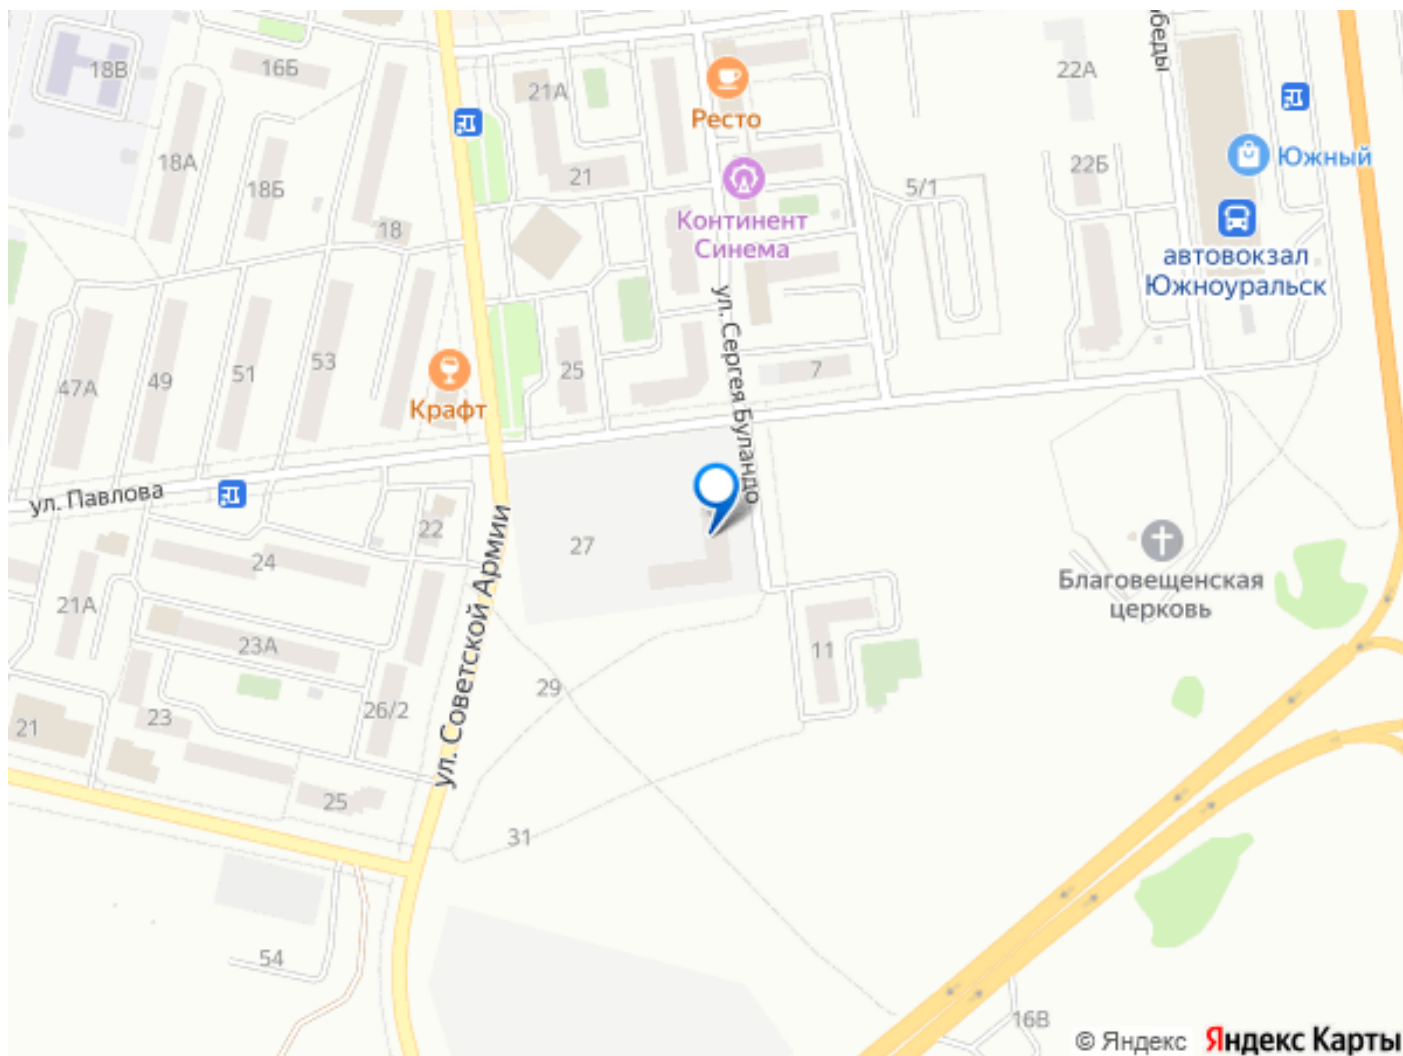 18В
16Б
21А
Ресто
22А
беды
18А
18Б
21
Континент
Синема
5/1
22Б
Южный
18
автовокзал
Южноуральск
ул. Сергея Буландо
47А
49
51
53
25
7
Крафт
ул. Павлова
22
24
27
ул. Советской Армии
Благовещенская
церковь
21А
23А
11
29
26/2
21
23
25
31
54
16В
© Яндекс Яндекс Карты